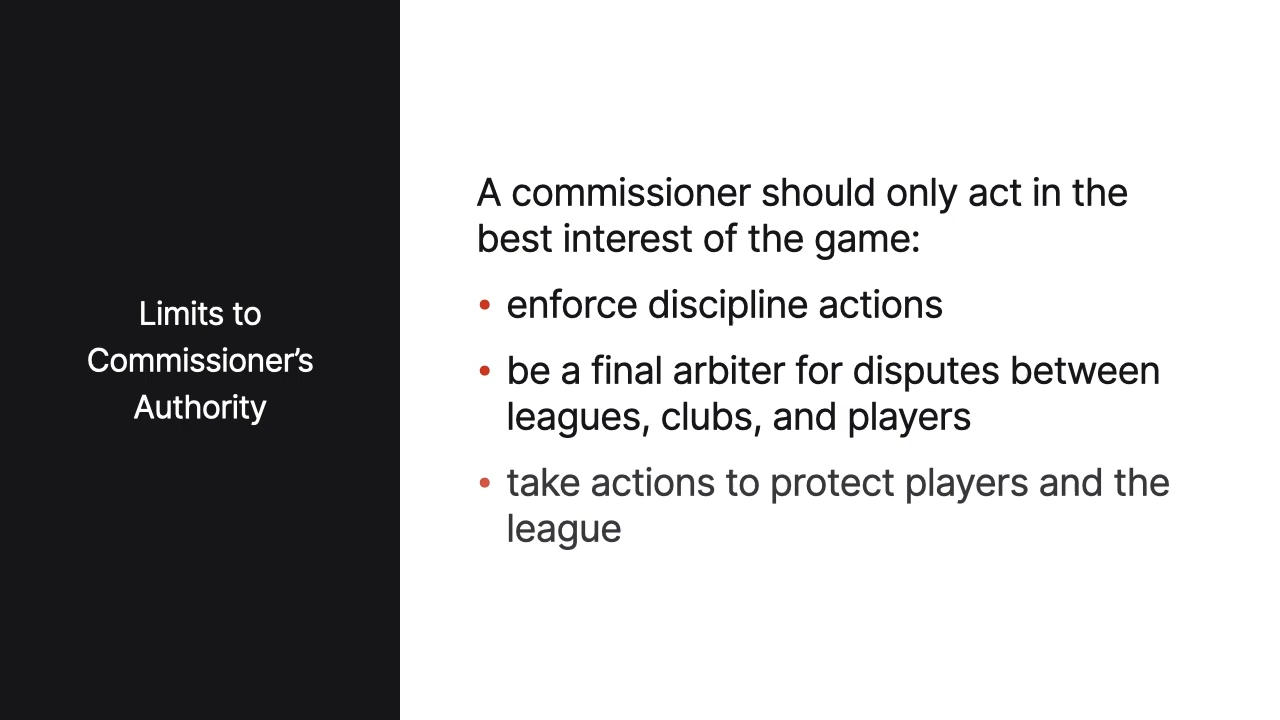 Limits to
Commissioner’s
Authority
A commissioner should only act in the
best interest of the game:
• enforce discipline actions
• be a final arbiter for disputes between
leagues, clubs, and players
• take actions to protect players and the
league